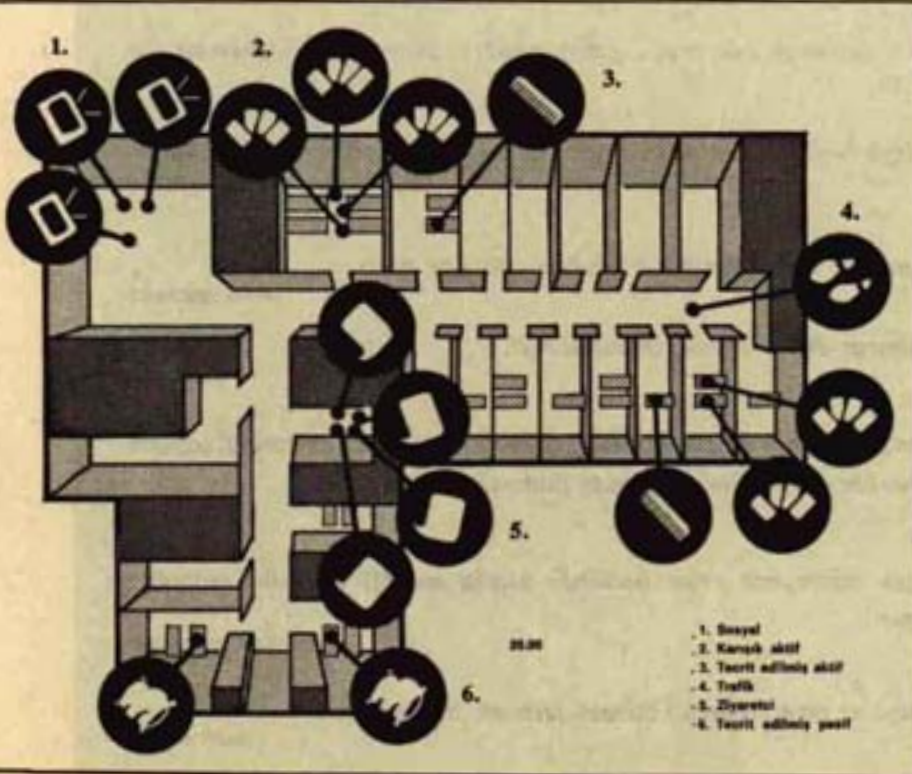 1.
2.
3.
4.
5.
6.
20.00
1. Sosyal
2. Karışık aktif
3. Tecrit edilmiş aktif
4. Trafik
5. Ziyaretci
6. Tecrit edilmiş pasif